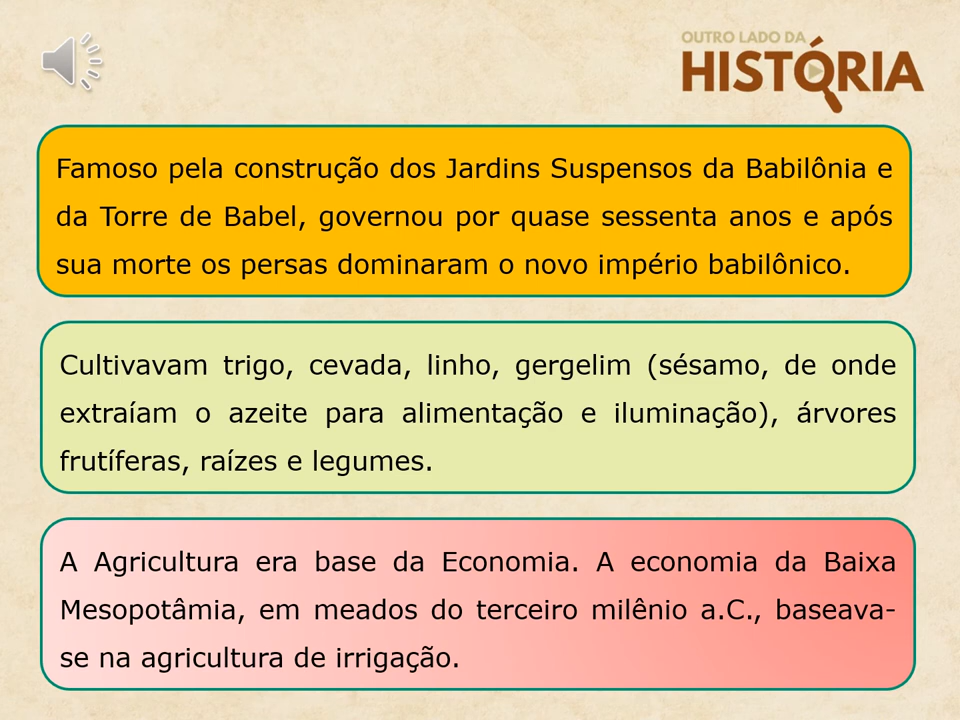 OUTRO LADO DA
HISTÓRIA
Famoso pela construção dos Jardins Suspensos da Babilônia e
da Torre de Babel, governou por quase sessenta anos e após
sua morte os persas dominaram o novo império babilônico.
Cultivavam trigo, cevada, linho, gergelim (sésamo, de onde
extraíam o azeite para alimentação e iluminação), árvores
frutíferas, raízes e legumes.
A Agricultura era base da Economia. A economia da Baixa
Mesopotâmia, em meados do terceiro milênio a.C., baseava-
se na agricultura de irrigação.